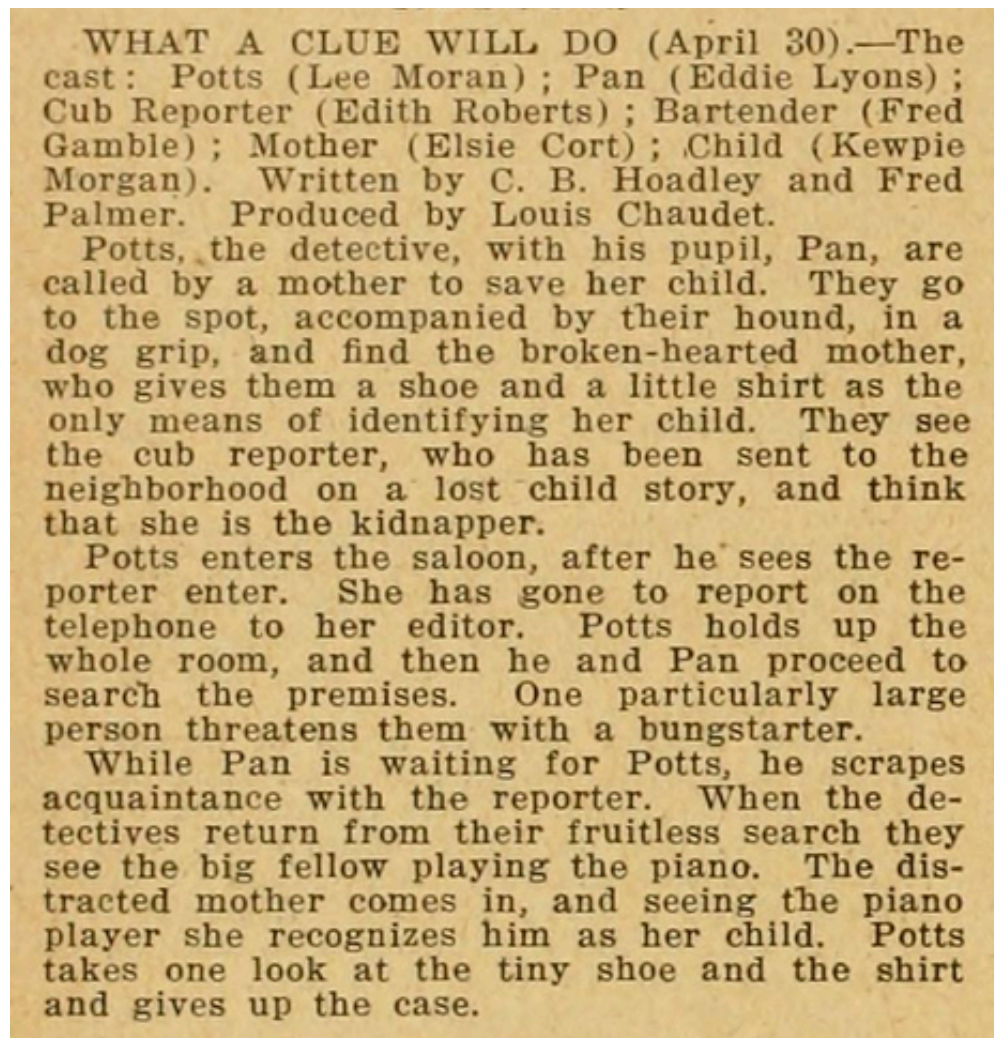 WHAT A CLUE WILL DO (April 30).—The
cast: Potts (Lee Moran) ; Pan (Eddie Lyons) ;
Cub Reporter (Edith Roberts) ; Bartender (Fred
Gamble) ; Mother (Elsie Cort) ; Child (Kewpie
Morgan). Written by C. B. Hoadley and Fred
Palmer. Produced by Louis Chaudet.
Potts, the detective, with his pupil, Pan, are
called by a mother to save her child. They go
to the spot, accompanied by their hound, in a
dog grip, and find the broken-hearted mother,
who gives them a shoe and a little shirt as the
only means of identifying her child. They see
the cub reporter, who has been sent to the
neighborhood on a lost child story, and think
that she is the kidnapper.
Potts enters the saloon, after he sees the re-
porter enter. She has gone to report on the
telephone to her editor. Potts holds up the
whole room, and then he and Pan proceed to
search the premises. One particularly large
person threatens them with a bungstarter.
While Pan is waiting for Potts, he scrapes
acquaintance with the reporter. When the de-
tectives return from their fruitless search they
see the big fellow playing the piano. The dis-
tracted mother comes in, and seeing the piano
player she recognizes him as her child. Potts
takes one look at the tiny shoe and the shirt
and gives up the case.